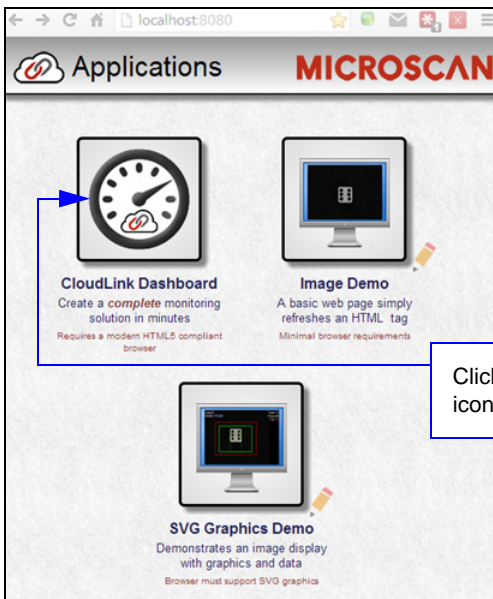 localhost:8080
Applications
MICROSCAN
CloudLink Dashboard
Create a complete monitoring
solution in minutes
Requires a modern HTML5 compliant
browser
Image Demo
A basic web page simply
refreshes an HTML tag
Minimal browser requirements
Click
icon
SVG Graphics Demo
Demonstrates an image display
with graphics and data
Browser must support SVG graphics